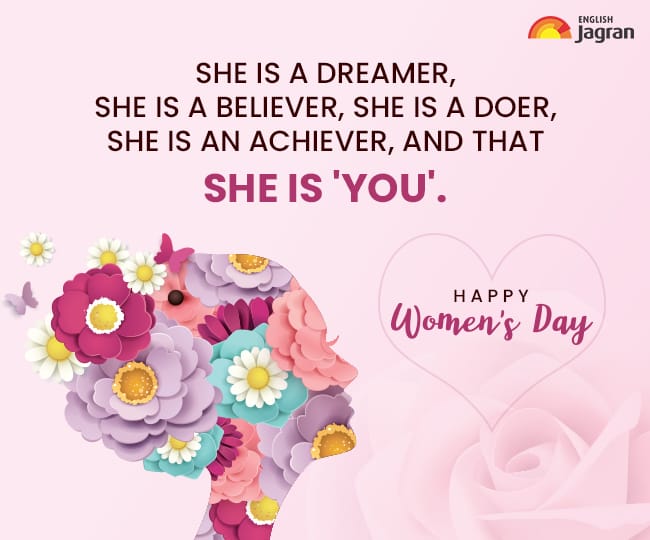 ENGLISH
Jagran
SHE IS A DREAMER,
SHE IS A BELIEVER, SHE IS A DOER,
SHE IS AN ACHIEVER, AND THAT
SHE IS 'YOU'.
HAPPY
Women's Day